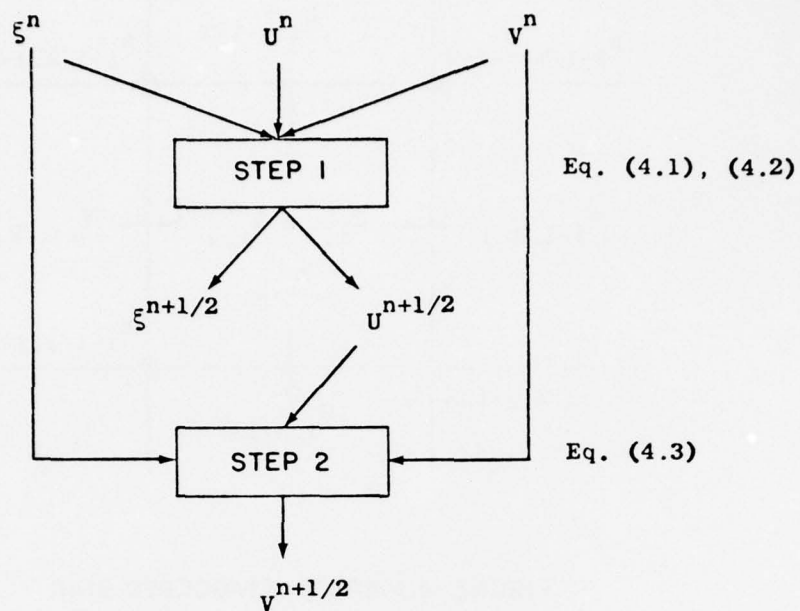 ξ^n U^n V^n
STEP 1
Eq. (4.1), (4.2)
ξ^{n+1/2} U^{n+1/2}
STEP 2
Eq. (4.3)
V^{n+1/2}